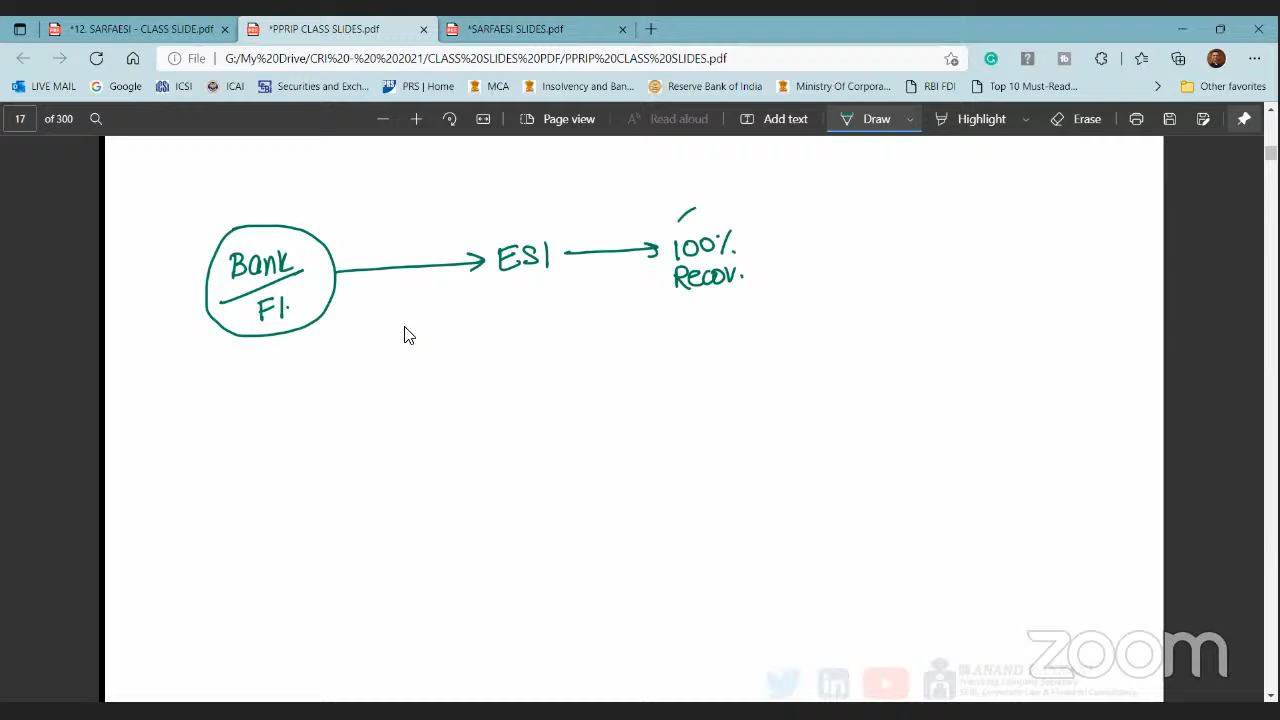 *12. SARFAESI - CLASS SLIDE.pdf
*PPRIP CLASS SLIDES.pdf
*SARFAESI SLIDES.pdf
File
G:/My%20Drive/CRI%20-%20%202021/CLASS%20SLIDES%20PDF/PPRIP%20CLASS%20SLIDES.pdf
LIVE MAIL
Google
ICSI
ICAI
Securities and Exch...
PRS | Home
MCA
Insolvency and Ban...
Reserve Bank of India
Ministry Of Corpora...
RBI FDI
Top 10 Must-Read...
Other favorites
17 of 300
Page view
Read aloud
Add text
Draw
Highlight
Erase
Bank
FI.
ESI
100%.
Recov.
zoom